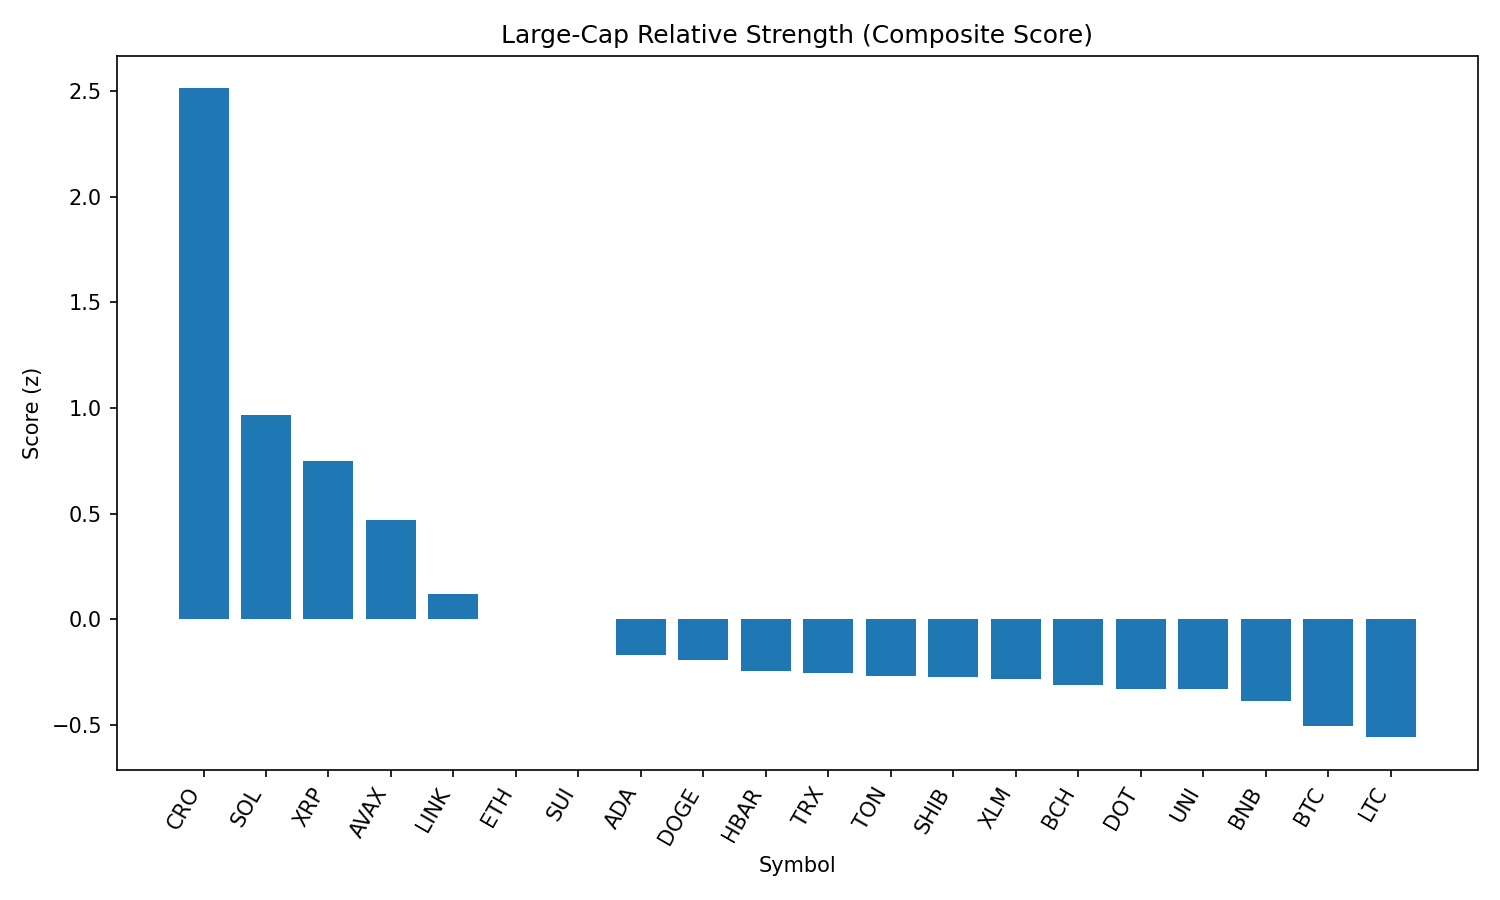 Large-Cap Relative Strength (Composite Score)
Score (z)
2.5
2.0
1.5
1.0
0.5
0.0
−0.5
CRO
SOL
XRP
AVAX
LINK
ETH
SUI
ADA
DOGE
HBAR
TRX
TON
SHIB
XLM
BCH
DOT
UNI
BNB
BTC
LTC
Symbol